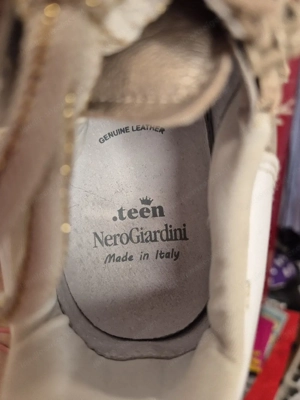 GENUINE LEATHER
.teen
NeroGiardini
Made in Italy